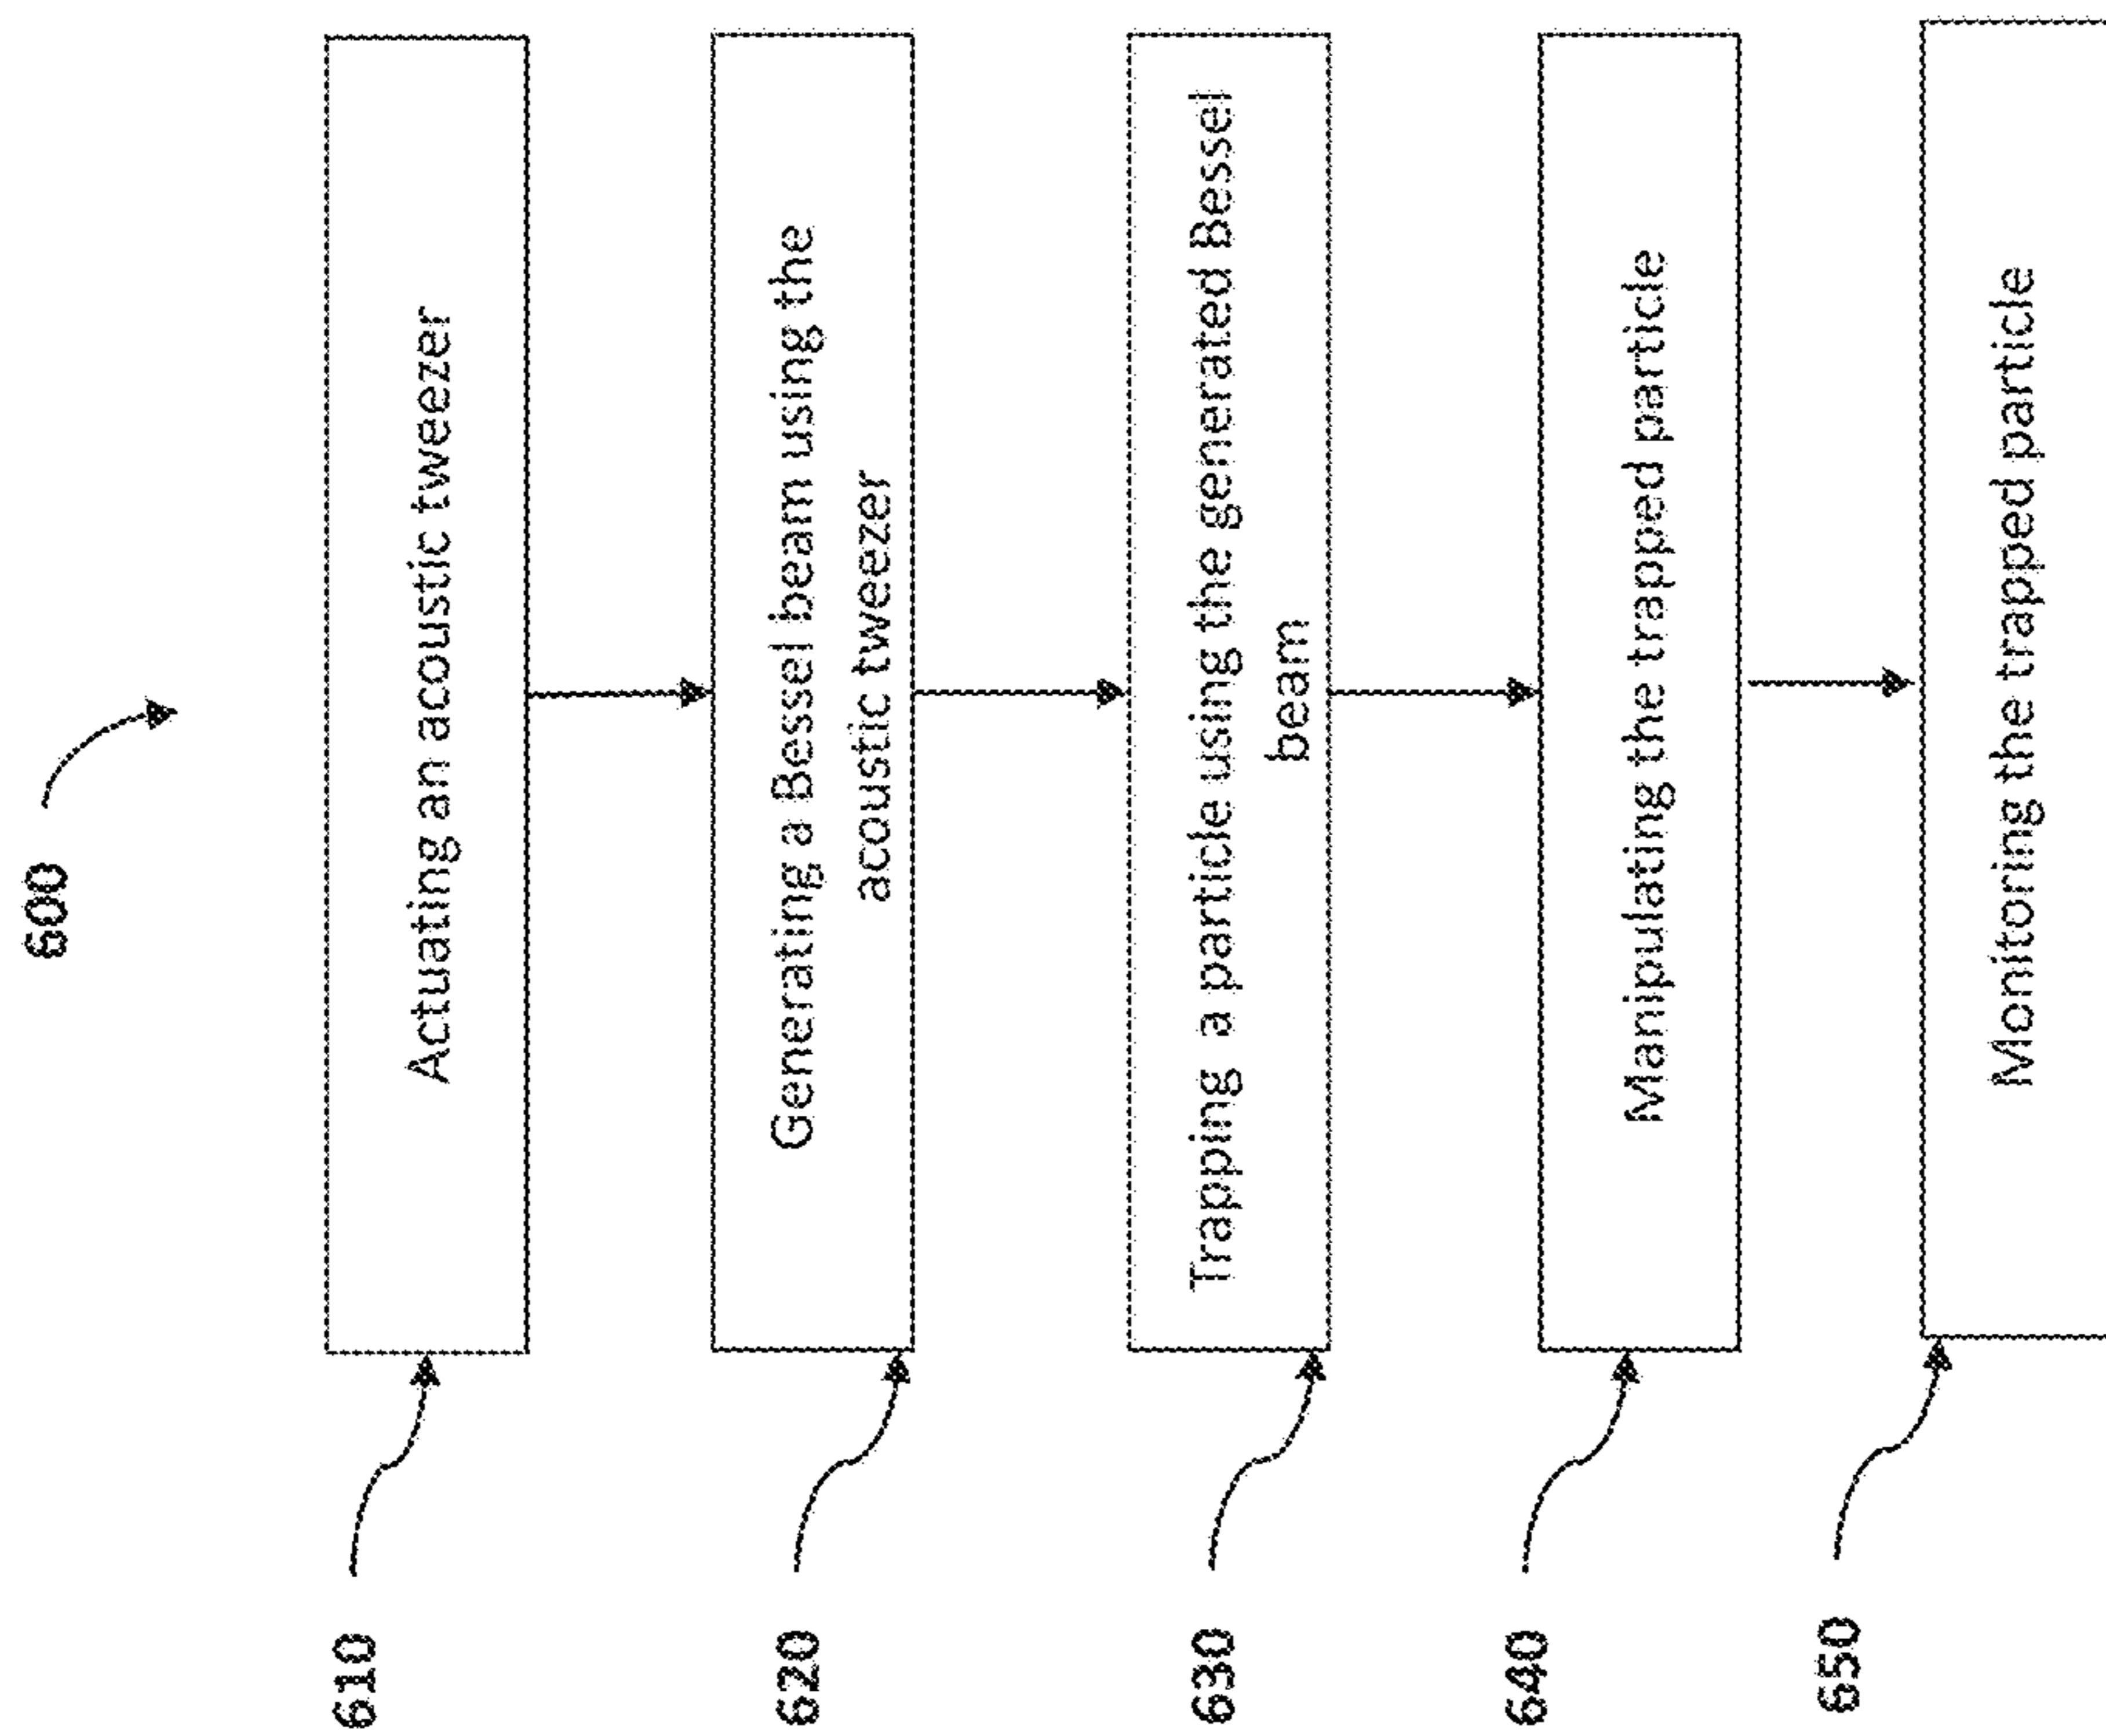 600
610
Actuating an acoustic tweezer
620
Generating a Bessel beam using the
acoustic tweezer
630
Trapping a particle using the generated Bessel
beam
640
Manipulating the trapped particle
650
Monitoring the trapped particle